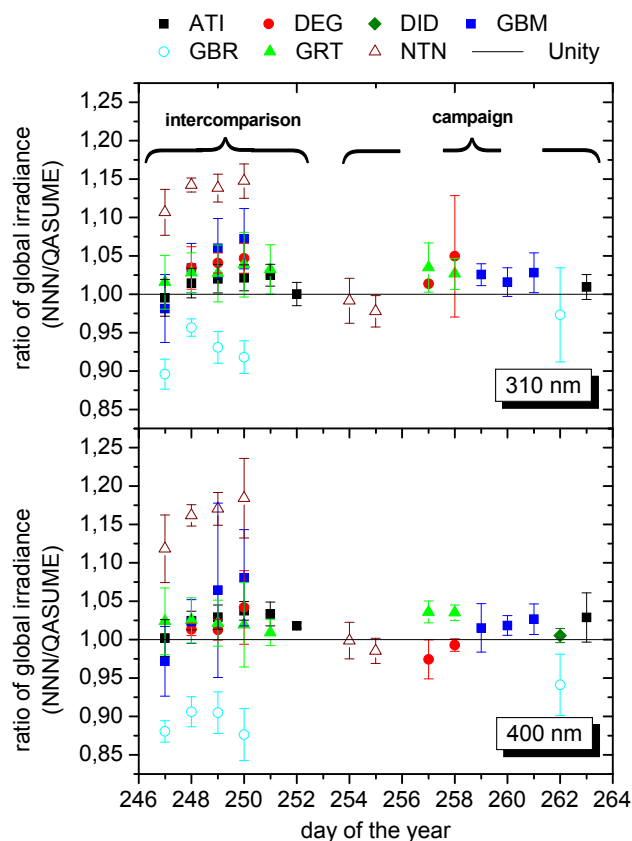 ATI DEG DID GBM
GBR GRT NTN Unity
1,25
1,20
1,15
1,10
1,05
1,00
0,95
0,90
0,85
ratio of global irradiance
(NNN/QASUME)
intercomparison
campaign
310 nm
1,25
1,20
1,15
1,10
1,05
1,00
0,95
0,90
0,85
ratio of global irradiance
(NNN/QASUME)
400 nm
246 248 250 252 254 256 258 260 262 264
day of the year